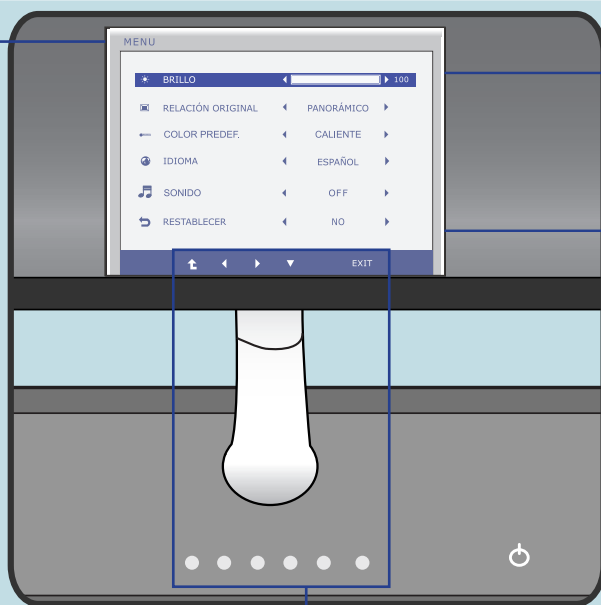 MENU
BRILLO 100
RELACIÓN ORIGINAL PANORÁMICO
COLOR PREDEF. CALIENTE
IDIOMA ESPAÑOL
SONIDO OFF
RESTABLECER NO
EXIT